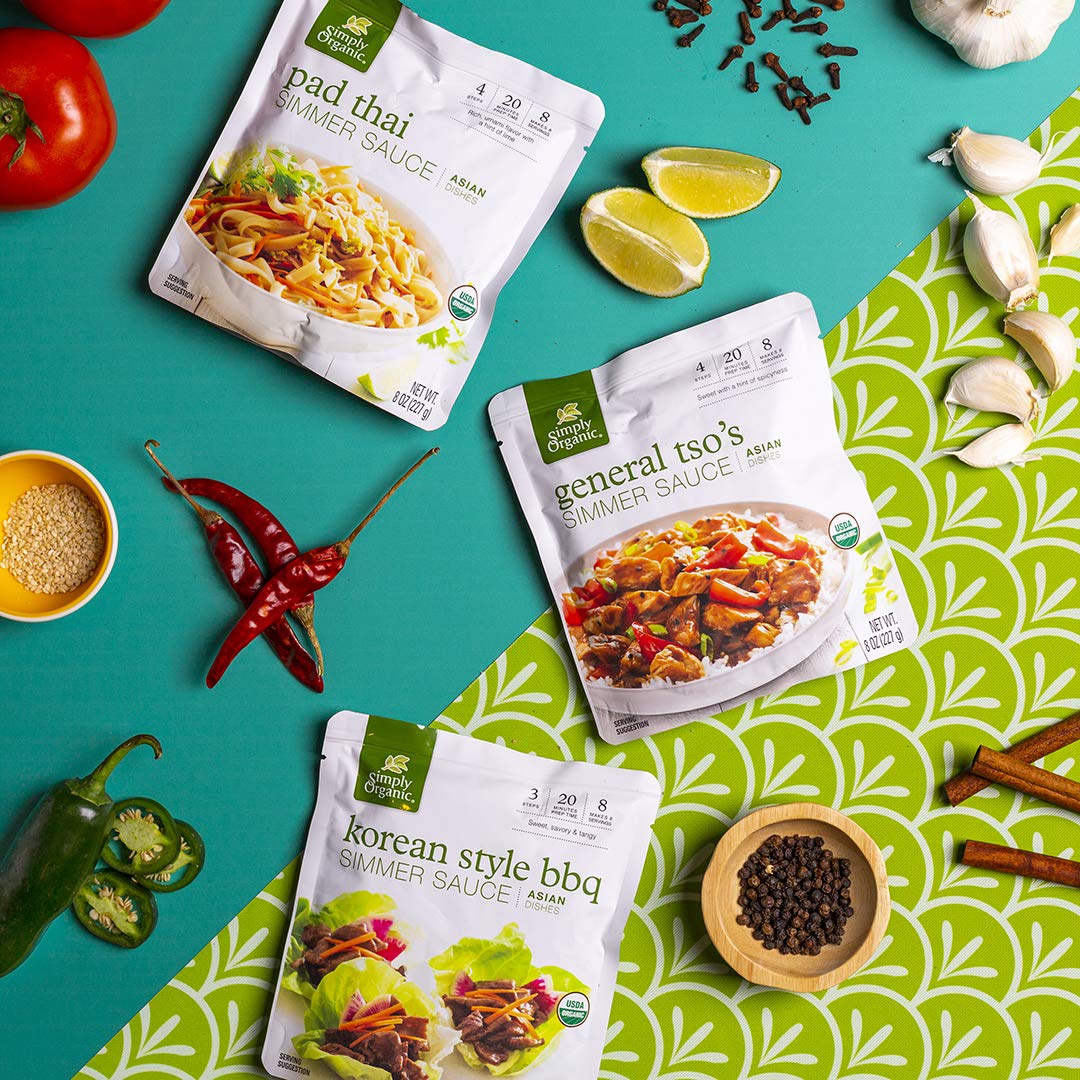 Simply
Organic®
pad thai
SIMMER SAUCE
ASIAN
DISHES
4
STEPS
20
MINUTES
PREP TIME
8
MAKES 8
SERVINGS
Rich, umami flavor with
a hint of lime
USDA
ORGANIC
SERVING
SUGGESTION
NET WT.
8 OZ (227 g)
Simply
Organic®
general tso's
SIMMER SAUCE
ASIAN
DISHES
4
STEPS
20
MINUTES
PREP TIME
8
MAKES 8
SERVINGS
Sweet with a hint of spicyness
USDA
ORGANIC
SERVING
SUGGESTION
NET WT.
8 OZ (227 g)
Simply
Organic®
korean style bbq
SIMMER SAUCE
ASIAN
DISHES
3
STEPS
20
MINUTES
PREP TIME
8
MAKES 8
SERVINGS
Sweet, savory & tangy
USDA
ORGANIC
SERVING
SUGGESTION